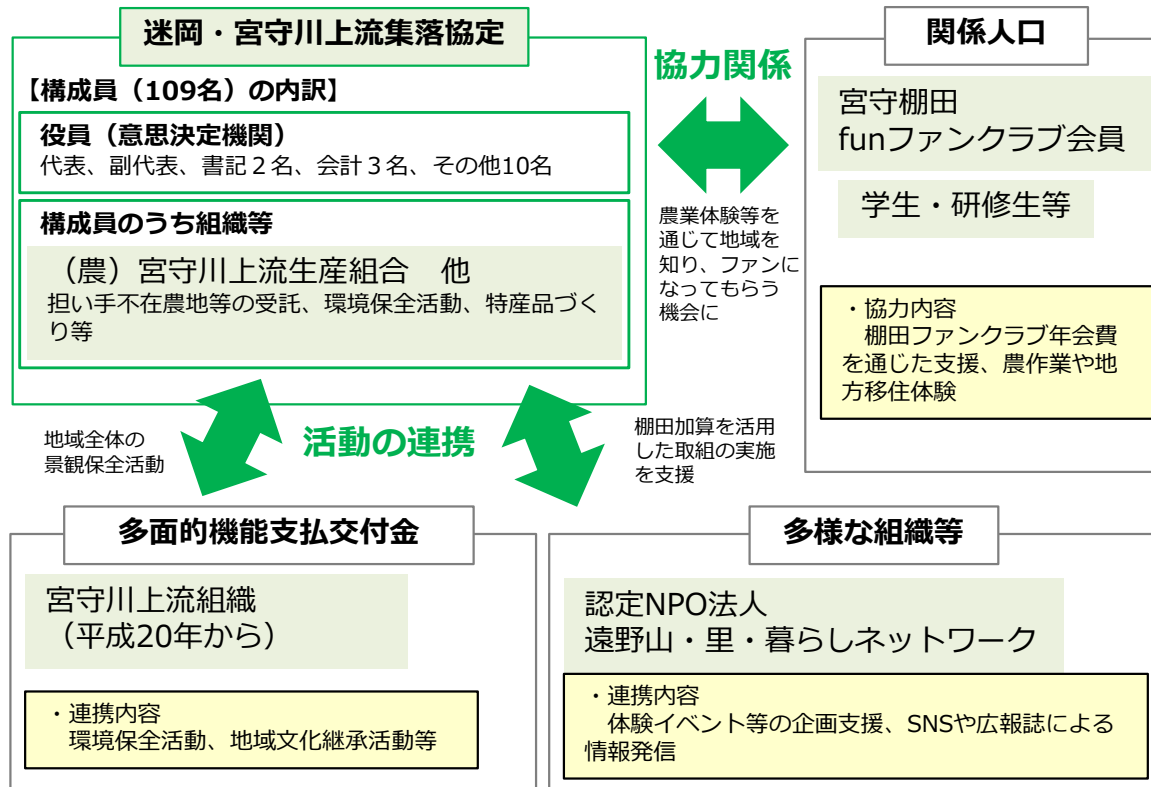 迷岡・宮守川上流集落協定
【構成員（109名）の内訳】
役員（意思決定機関）
代表、副代表、書記２名、会計３名、その他10名
構成員のうち組織等
（農）宮守川上流生産組合　他
担い手不在農地等の受託、環境保全活動、特産品づく
り等
協力関係
農業体験等を
通じて地域を
知り、ファンに
なってもらう
機会に
関係人口
宮守棚田
funファンクラブ会員
学生・研修生等
・協力内容
棚田ファンクラブ年会費
を通じた支援、農作業や地
方移住体験
地域全体の
景観保全活動
活動の連携
棚田加算を活用
した取組の実施
を支援
多面的機能支払交付金
宮守川上流組織
（平成20年から）
・連携内容
環境保全活動、地域文化継承活動等
多様な組織等
認定NPO法人
遠野山・里・暮らしネットワーク
・連携内容
体験イベント等の企画支援、SNSや広報誌による
情報発信